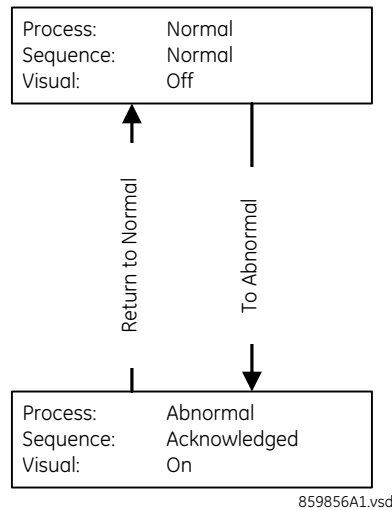 Process: Normal
Sequence: Normal
Visual: Off
Return to Normal
To Abnormal
Process: Abnormal
Sequence: Acknowledged
Visual: On
859856A1.vsd